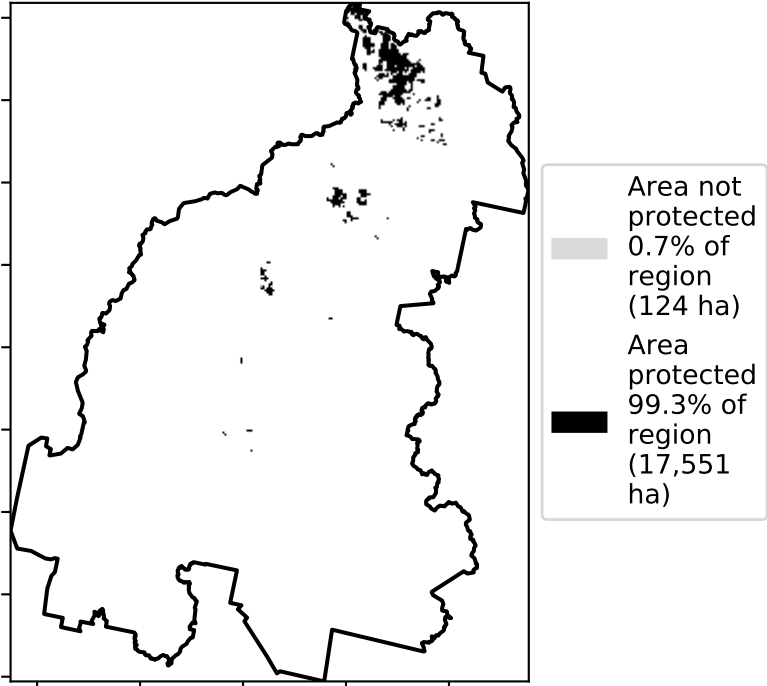 Area not
protected
0.7% of
region
(124 ha)
Area
protected
99.3% of
region
(17,551
ha)